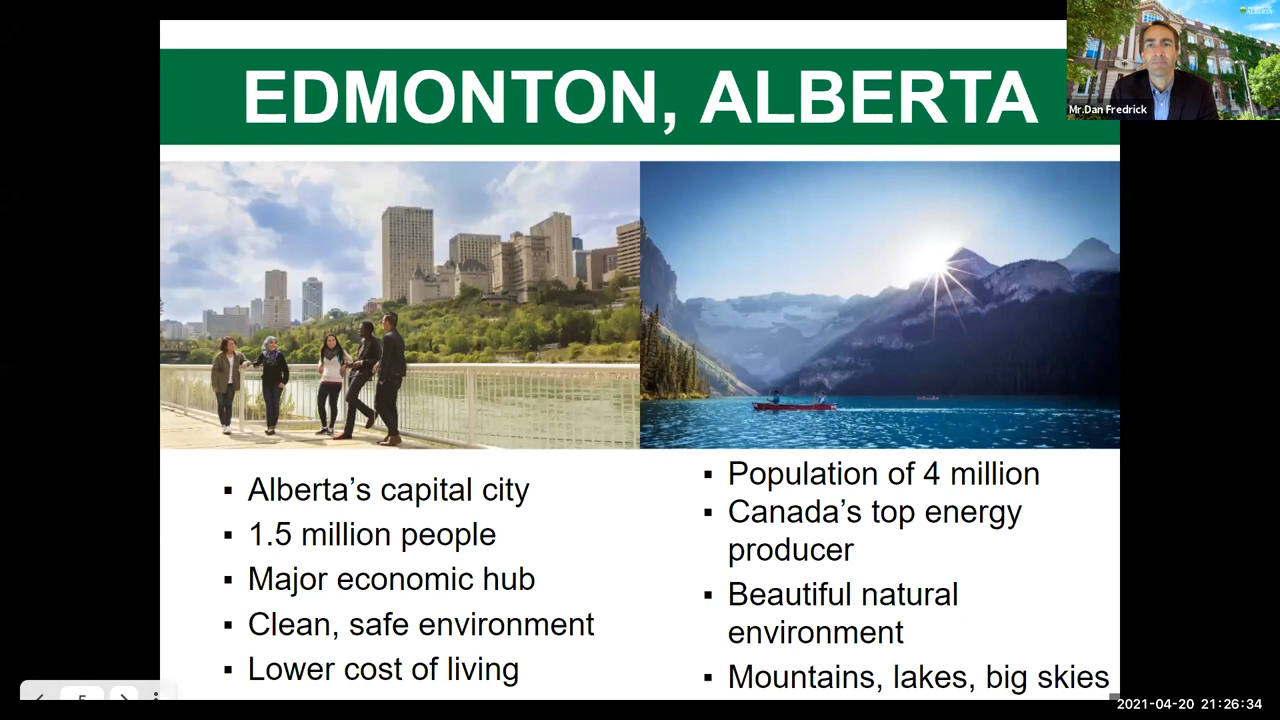 EDMONTON, ALBERTA
ALBERTA
Mr.Dan Fredrick
▪ Alberta’s capital city
▪ 1.5 million people
▪ Major economic hub
▪ Clean, safe environment
▪ Lower cost of living
▪ Population of 4 million
▪ Canada’s top energy
producer
▪ Beautiful natural
environment
▪ Mountains, lakes, big skies
5
2021-04-20 21:26:34